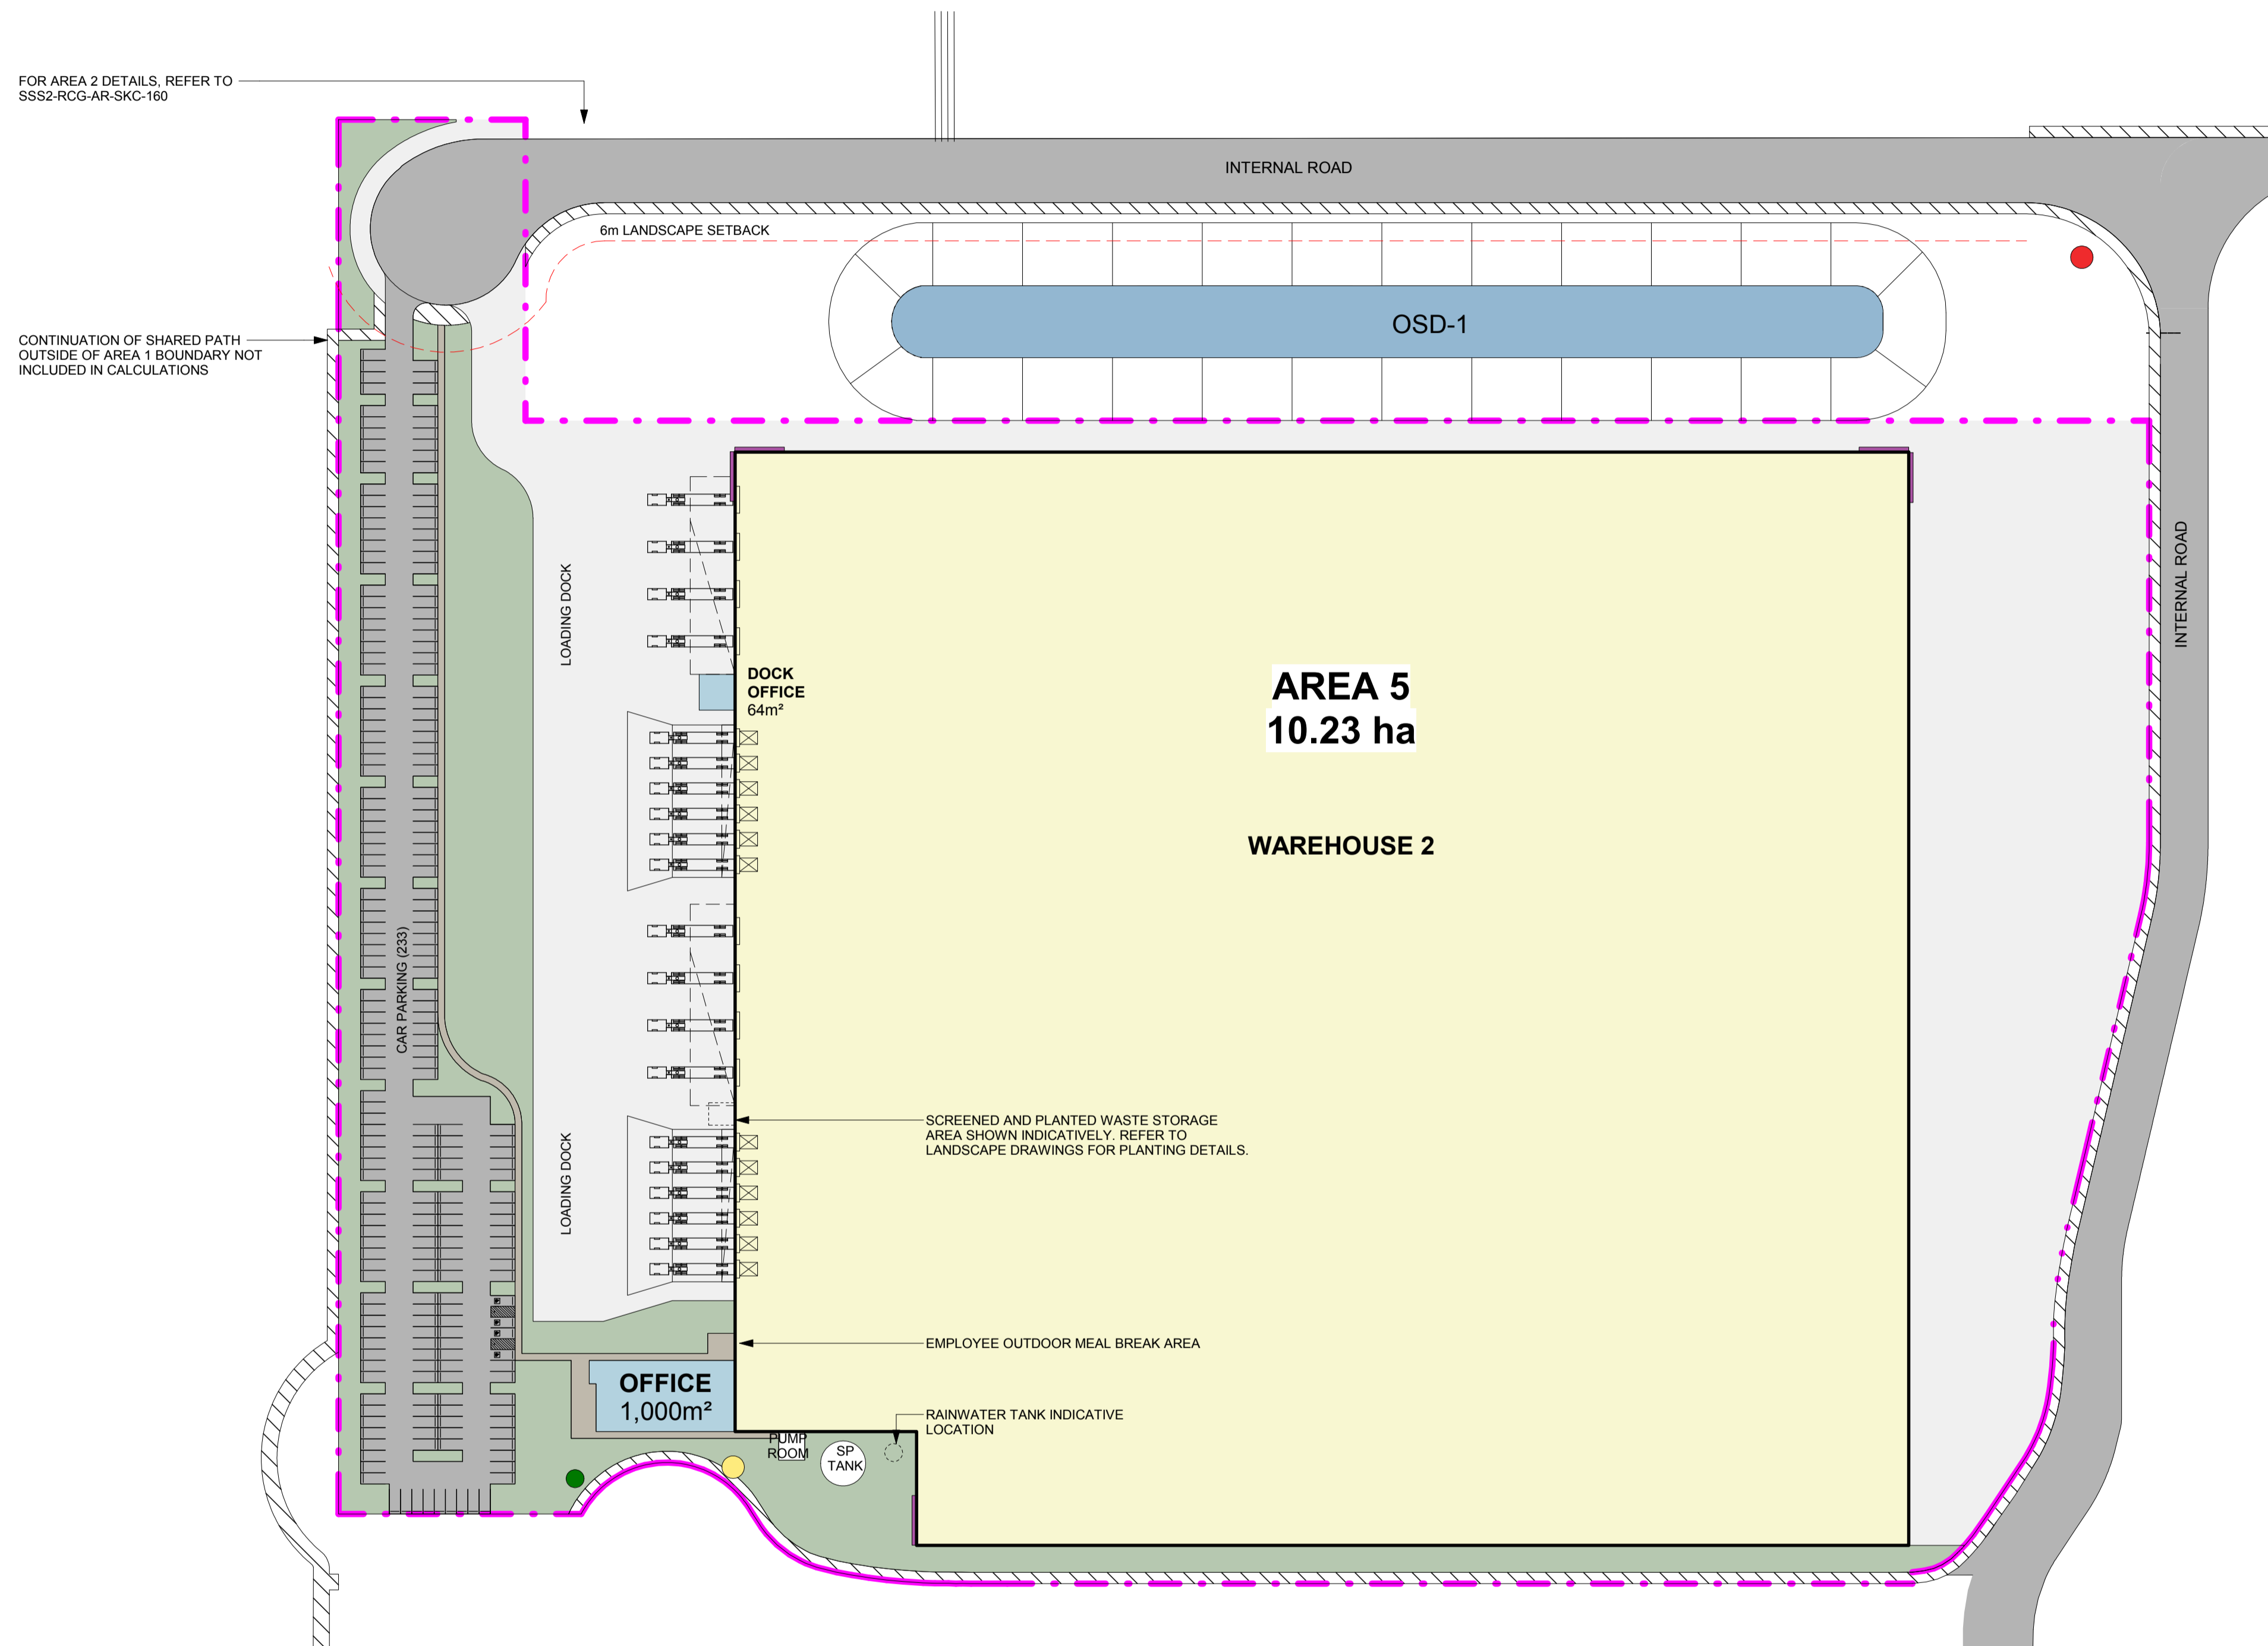 FOR AREA 2 DETAILS, REFER TO
SSS2-RCG-AR-SKC-160
INTERNAL ROAD
6m LANDSCAPE SETBACK
OSD-1
CONTINUATION OF SHARED PATH
OUTSIDE OF AREA 1 BOUNDARY NOT
INCLUDED IN CALCULATIONS
INTERNAL ROAD
LOADING DOCK
DOCK
OFFICE
64m²
AREA 5
10.23 ha
WAREHOUSE 2
CAR PARKING (233)
SCREENED AND PLANTED WASTE STORAGE
AREA SHOWN INDICATIVELY. REFER TO
LANDSCAPE DRAWINGS FOR PLANTING DETAILS.
LOADING DOCK
EMPLOYEE OUTDOOR MEAL BREAK AREA
OFFICE
1,000m²
RAINWATER TANK INDICATIVE
LOCATION
PUMP
ROOM
SP
TANK